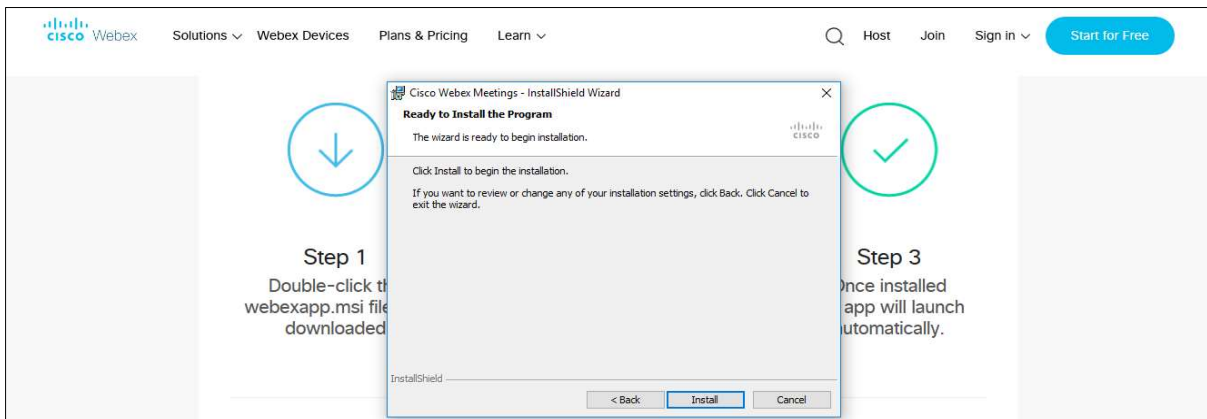 cisco Webex Solutions Webex Devices Plans & Pricing Learn Host Join Sign in Start for Free
Cisco Webex Meetings - InstallShield Wizard
Ready to Install the Program
The wizard is ready to begin installation.
cisco
Click Install to begin the installation.
If you want to review or change any of your installation settings, click Back. Click Cancel to
exit the wizard.
InstallShield
< Back Install Cancel
Step 1
Double-click
webexapp.msi
downloaded
Step 3
installed
app will launch